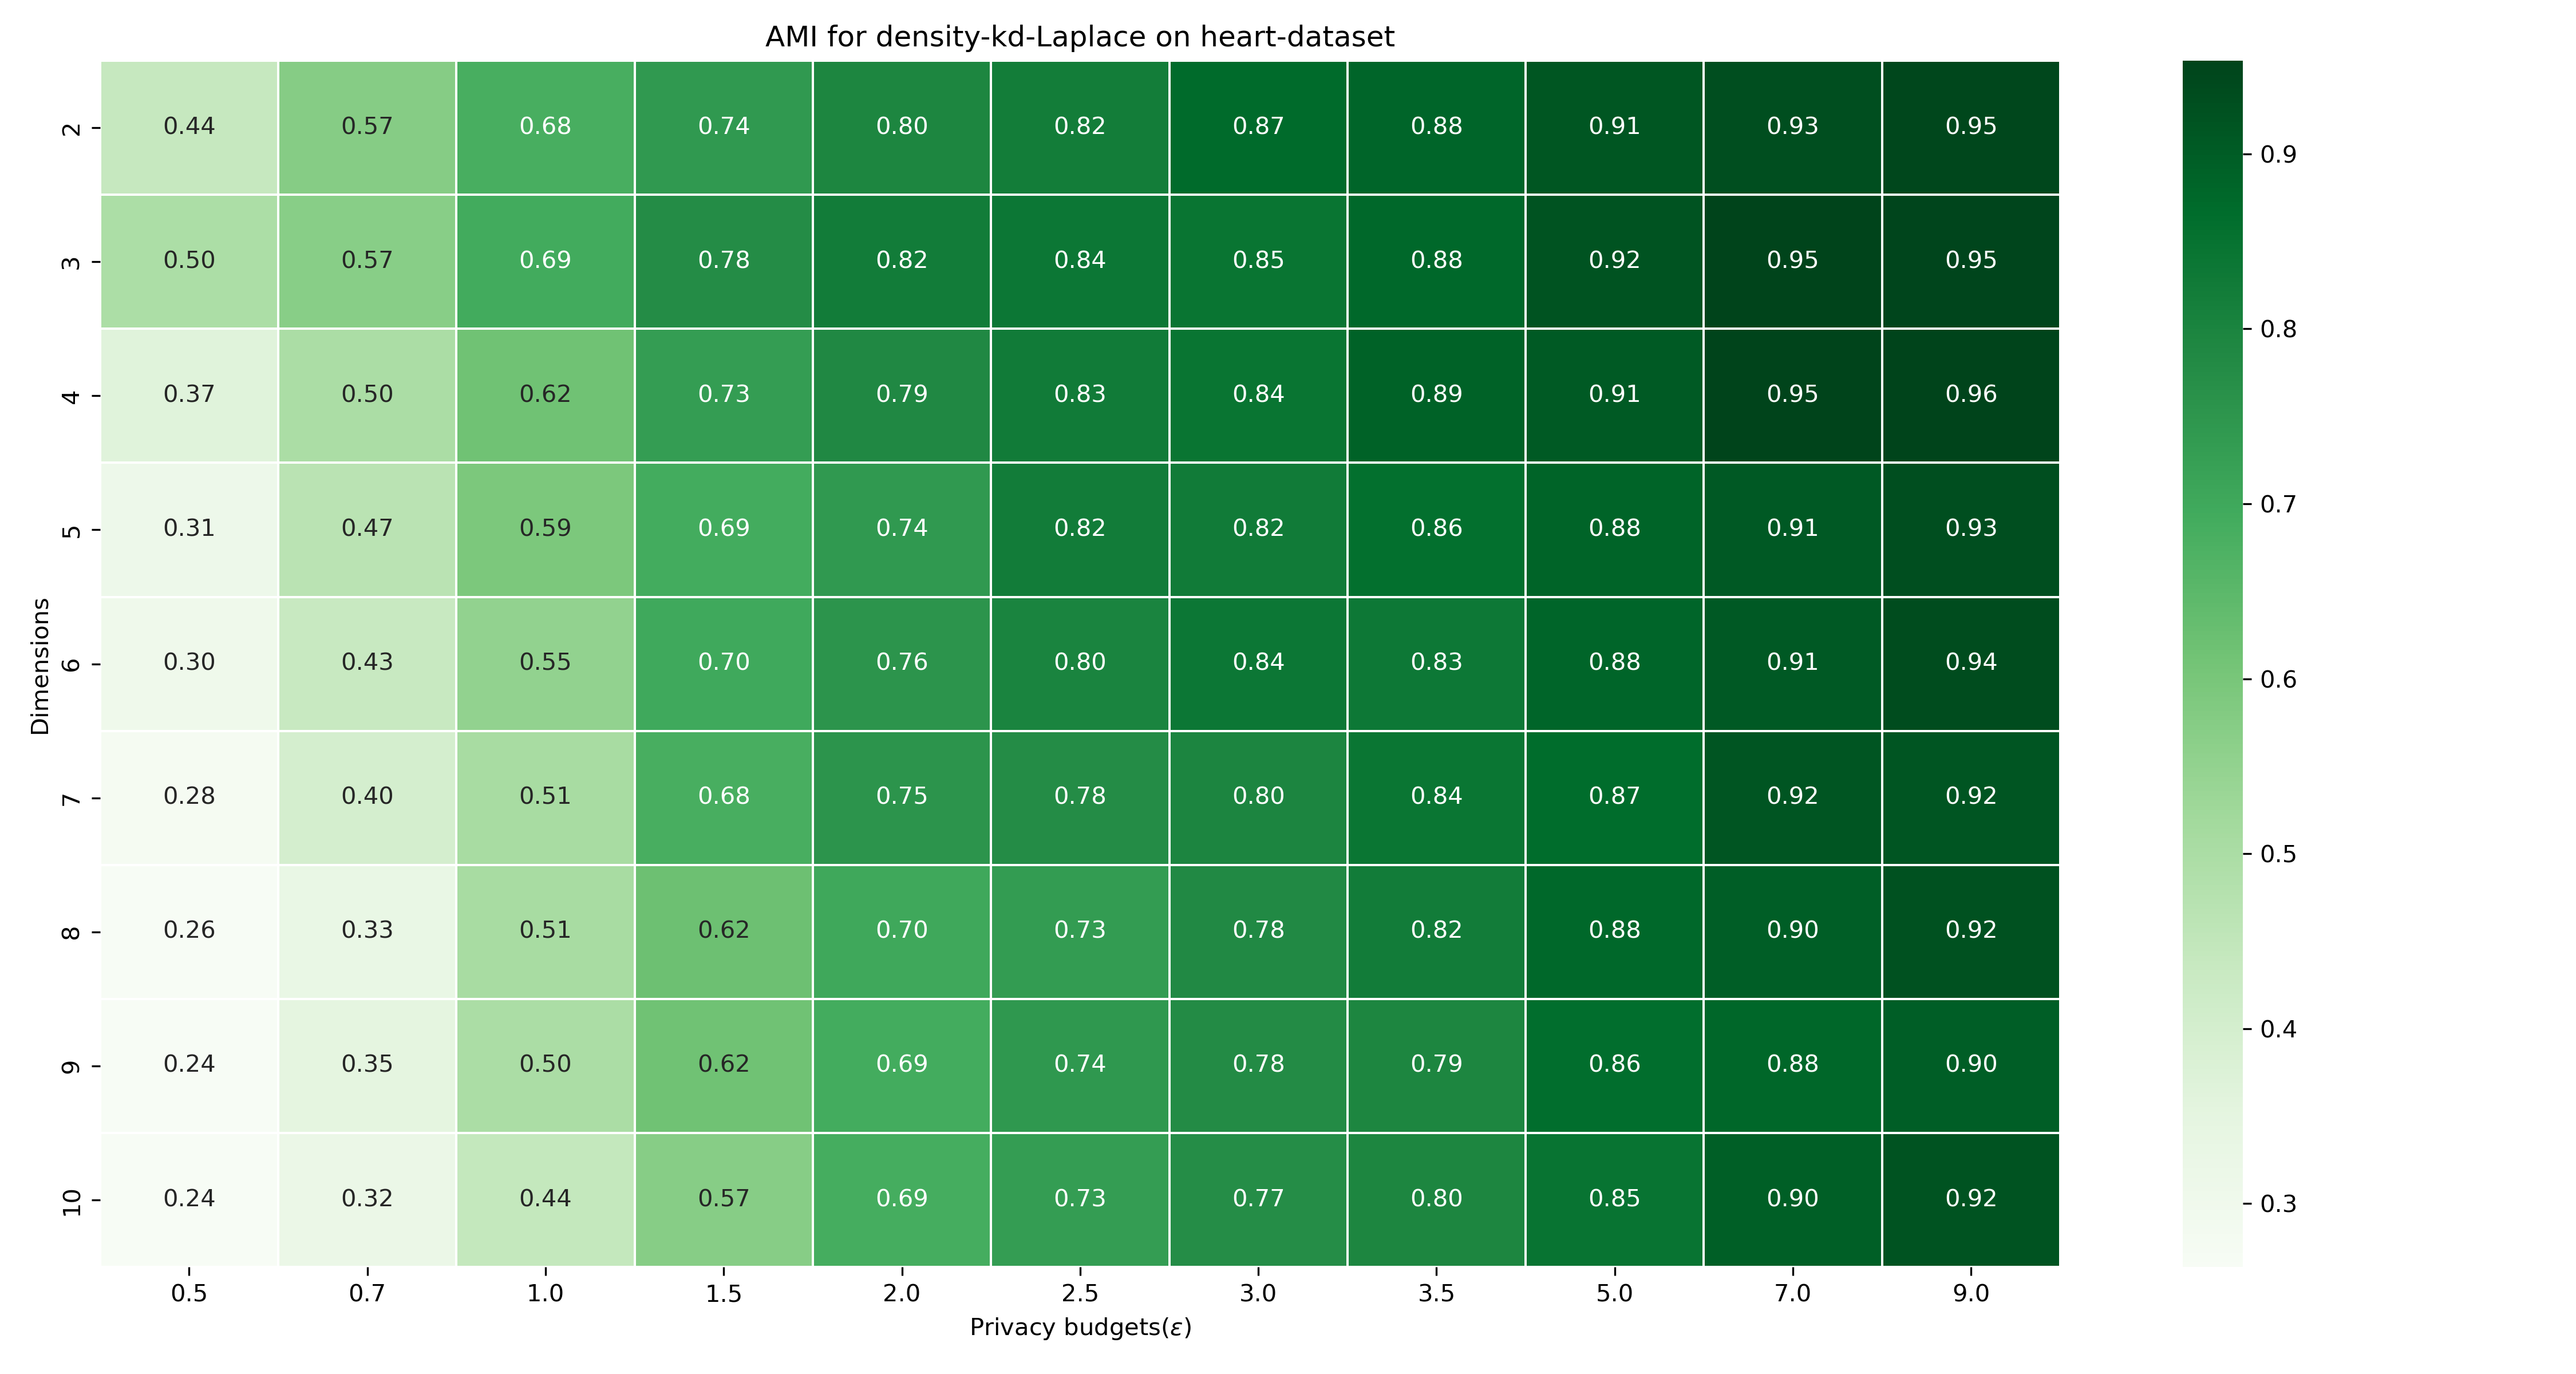 AMI for density-kd-Laplace on heart-dataset
2 0.44 0.57 0.68 0.74 0.80 0.82 0.87 0.88 0.91 0.93 0.95
3 0.50 0.57 0.69 0.78 0.82 0.84 0.85 0.88 0.92 0.95 0.95
4 0.37 0.50 0.62 0.73 0.79 0.83 0.84 0.89 0.91 0.95 0.96
5 0.31 0.47 0.59 0.69 0.74 0.82 0.82 0.86 0.88 0.91 0.93
6 0.30 0.43 0.55 0.70 0.76 0.80 0.84 0.83 0.88 0.91 0.94
7 0.28 0.40 0.51 0.68 0.75 0.78 0.80 0.84 0.87 0.92 0.92
8 0.26 0.33 0.51 0.62 0.70 0.73 0.78 0.82 0.88 0.90 0.92
9 0.24 0.35 0.50 0.62 0.69 0.74 0.78 0.79 0.86 0.88 0.90
10 0.24 0.32 0.44 0.57 0.69 0.73 0.77 0.80 0.85 0.90 0.92
0.5 0.7 1.0 1.5 2.0 2.5 3.0 3.5 5.0 7.0 9.0
Privacy budgets(ε)
Dimensions
0.9
0.8
0.7
0.6
0.5
0.4
0.3